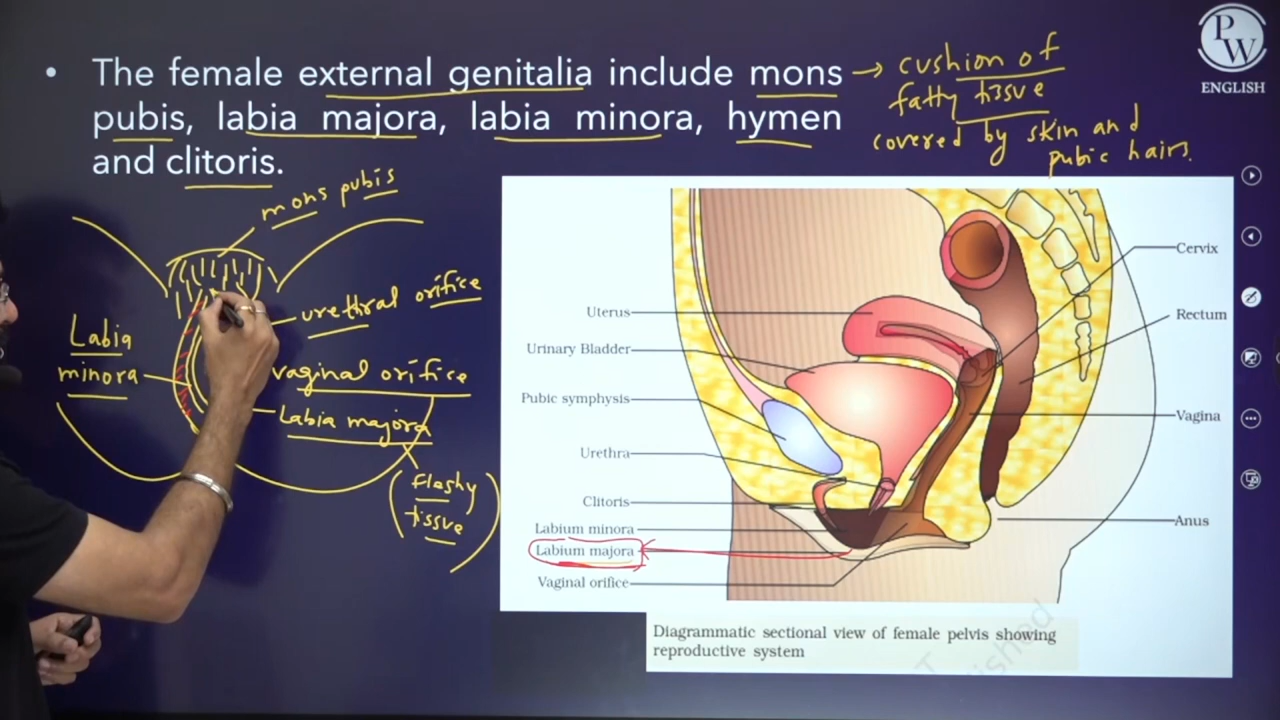 PW
ENGLISH
• The female external genitalia include mons
pubis, labia majora, labia minora, hymen
and clitoris.
→ cushion of
fatty tissue
covered by skin and
pubic hairs.
mons pubis
urethral orifice
Labia
minora
vaginal orifice
Labia majora
(fleshy
tissue)
Uterus
Urinary Bladder
Pubic symphysis
Urethra
Clitoris
Labium minora
Labium majora
Vaginal orifice
Cervix
Rectum
Vagina
Anus
Diagrammatic sectional view of female pelvis showing
reproductive system